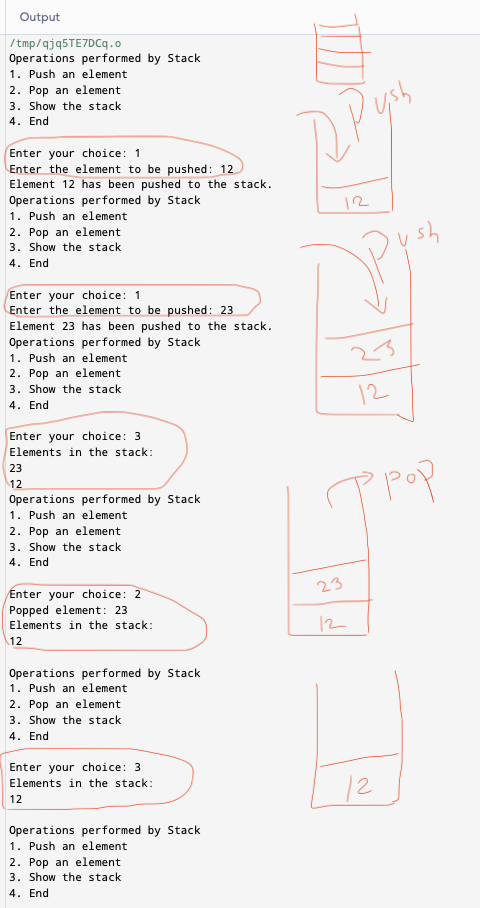 Output
/tmp/qjq5TE7DCq.o
Operations performed by Stack
1. Push an element
2. Pop an element
3. Show the stack
4. End
Push
Enter your choice: 1
Enter the element to be pushed: 12
Element 12 has been pushed to the stack.
12
Operations performed by Stack
1. Push an element
2. Pop an element
3. Show the stack
4. End
Push
Enter your choice: 1
Enter the element to be pushed: 23
Element 23 has been pushed to the stack.
Operations performed by Stack
23
1. Push an element
2. Pop an element
3. Show the stack
12
4. End
Enter your choice: 3
Elements in the stack:
23
12
POP
Operations performed by Stack
1. Push an element
2. Pop an element
3. Show the stack
4. End
23
Enter your choice: 2
Popped element: 23
Elements in the stack:
12
12
Operations performed by Stack
1. Push an element
2. Pop an element
3. Show the stack
4. End
Enter your choice: 3
Elements in the stack:
12
12
Operations performed by Stack
1. Push an element
2. Pop an element
3. Show the stack
4. End